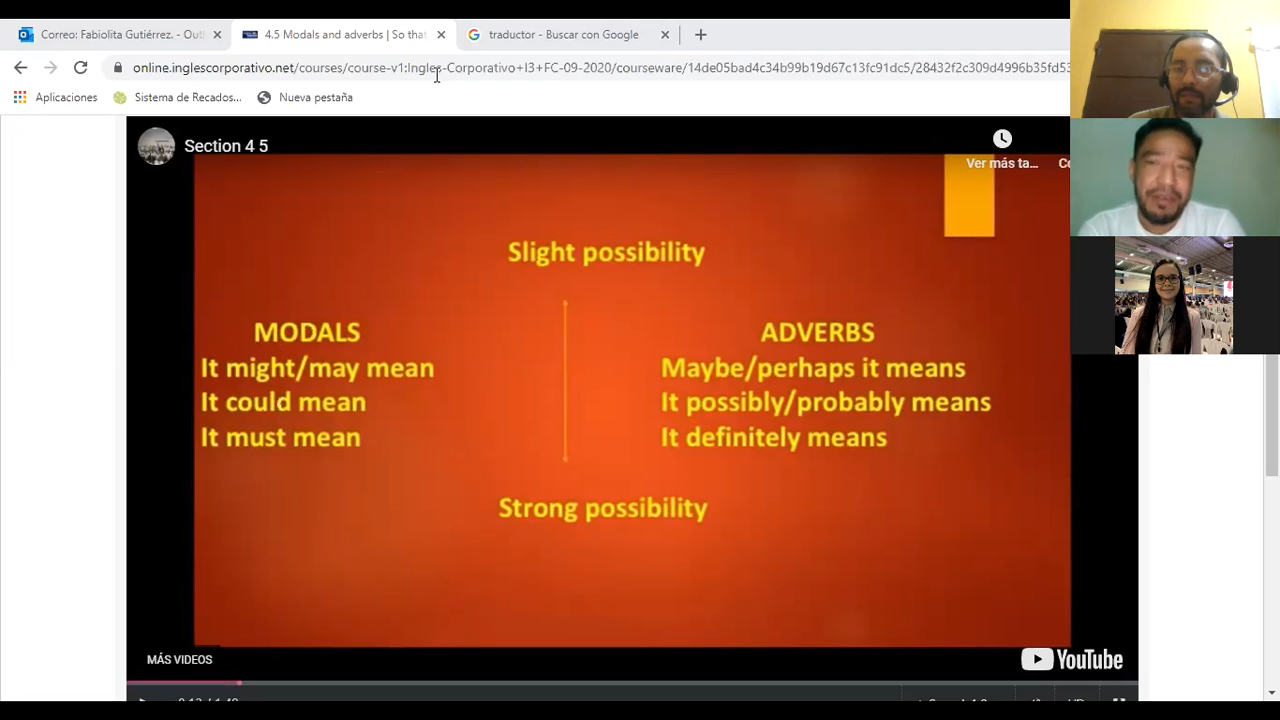 Correo: Fabiolita Gutiérrez. - Outl
4.5 Modals and adverbs | So that
traductor - Buscar con Google
online.inglescorporativo.net/courses/course-v1:Ingles-Corporativo+I3+FC-09-2020/courseware/14de05bad4c34b99b19d67c13fc91dc5/28432f2c309d4996b35fd53
Aplicaciones
Sistema de Recados...
Nueva pestaña
Section 4 5
Ver más ta...
Slight possibility
MODALS
It might/may mean
It could mean
It must mean
ADVERBS
Maybe/perhaps it means
It possibly/probably means
It definitely means
Strong possibility
MÁS VIDEOS
YouTube